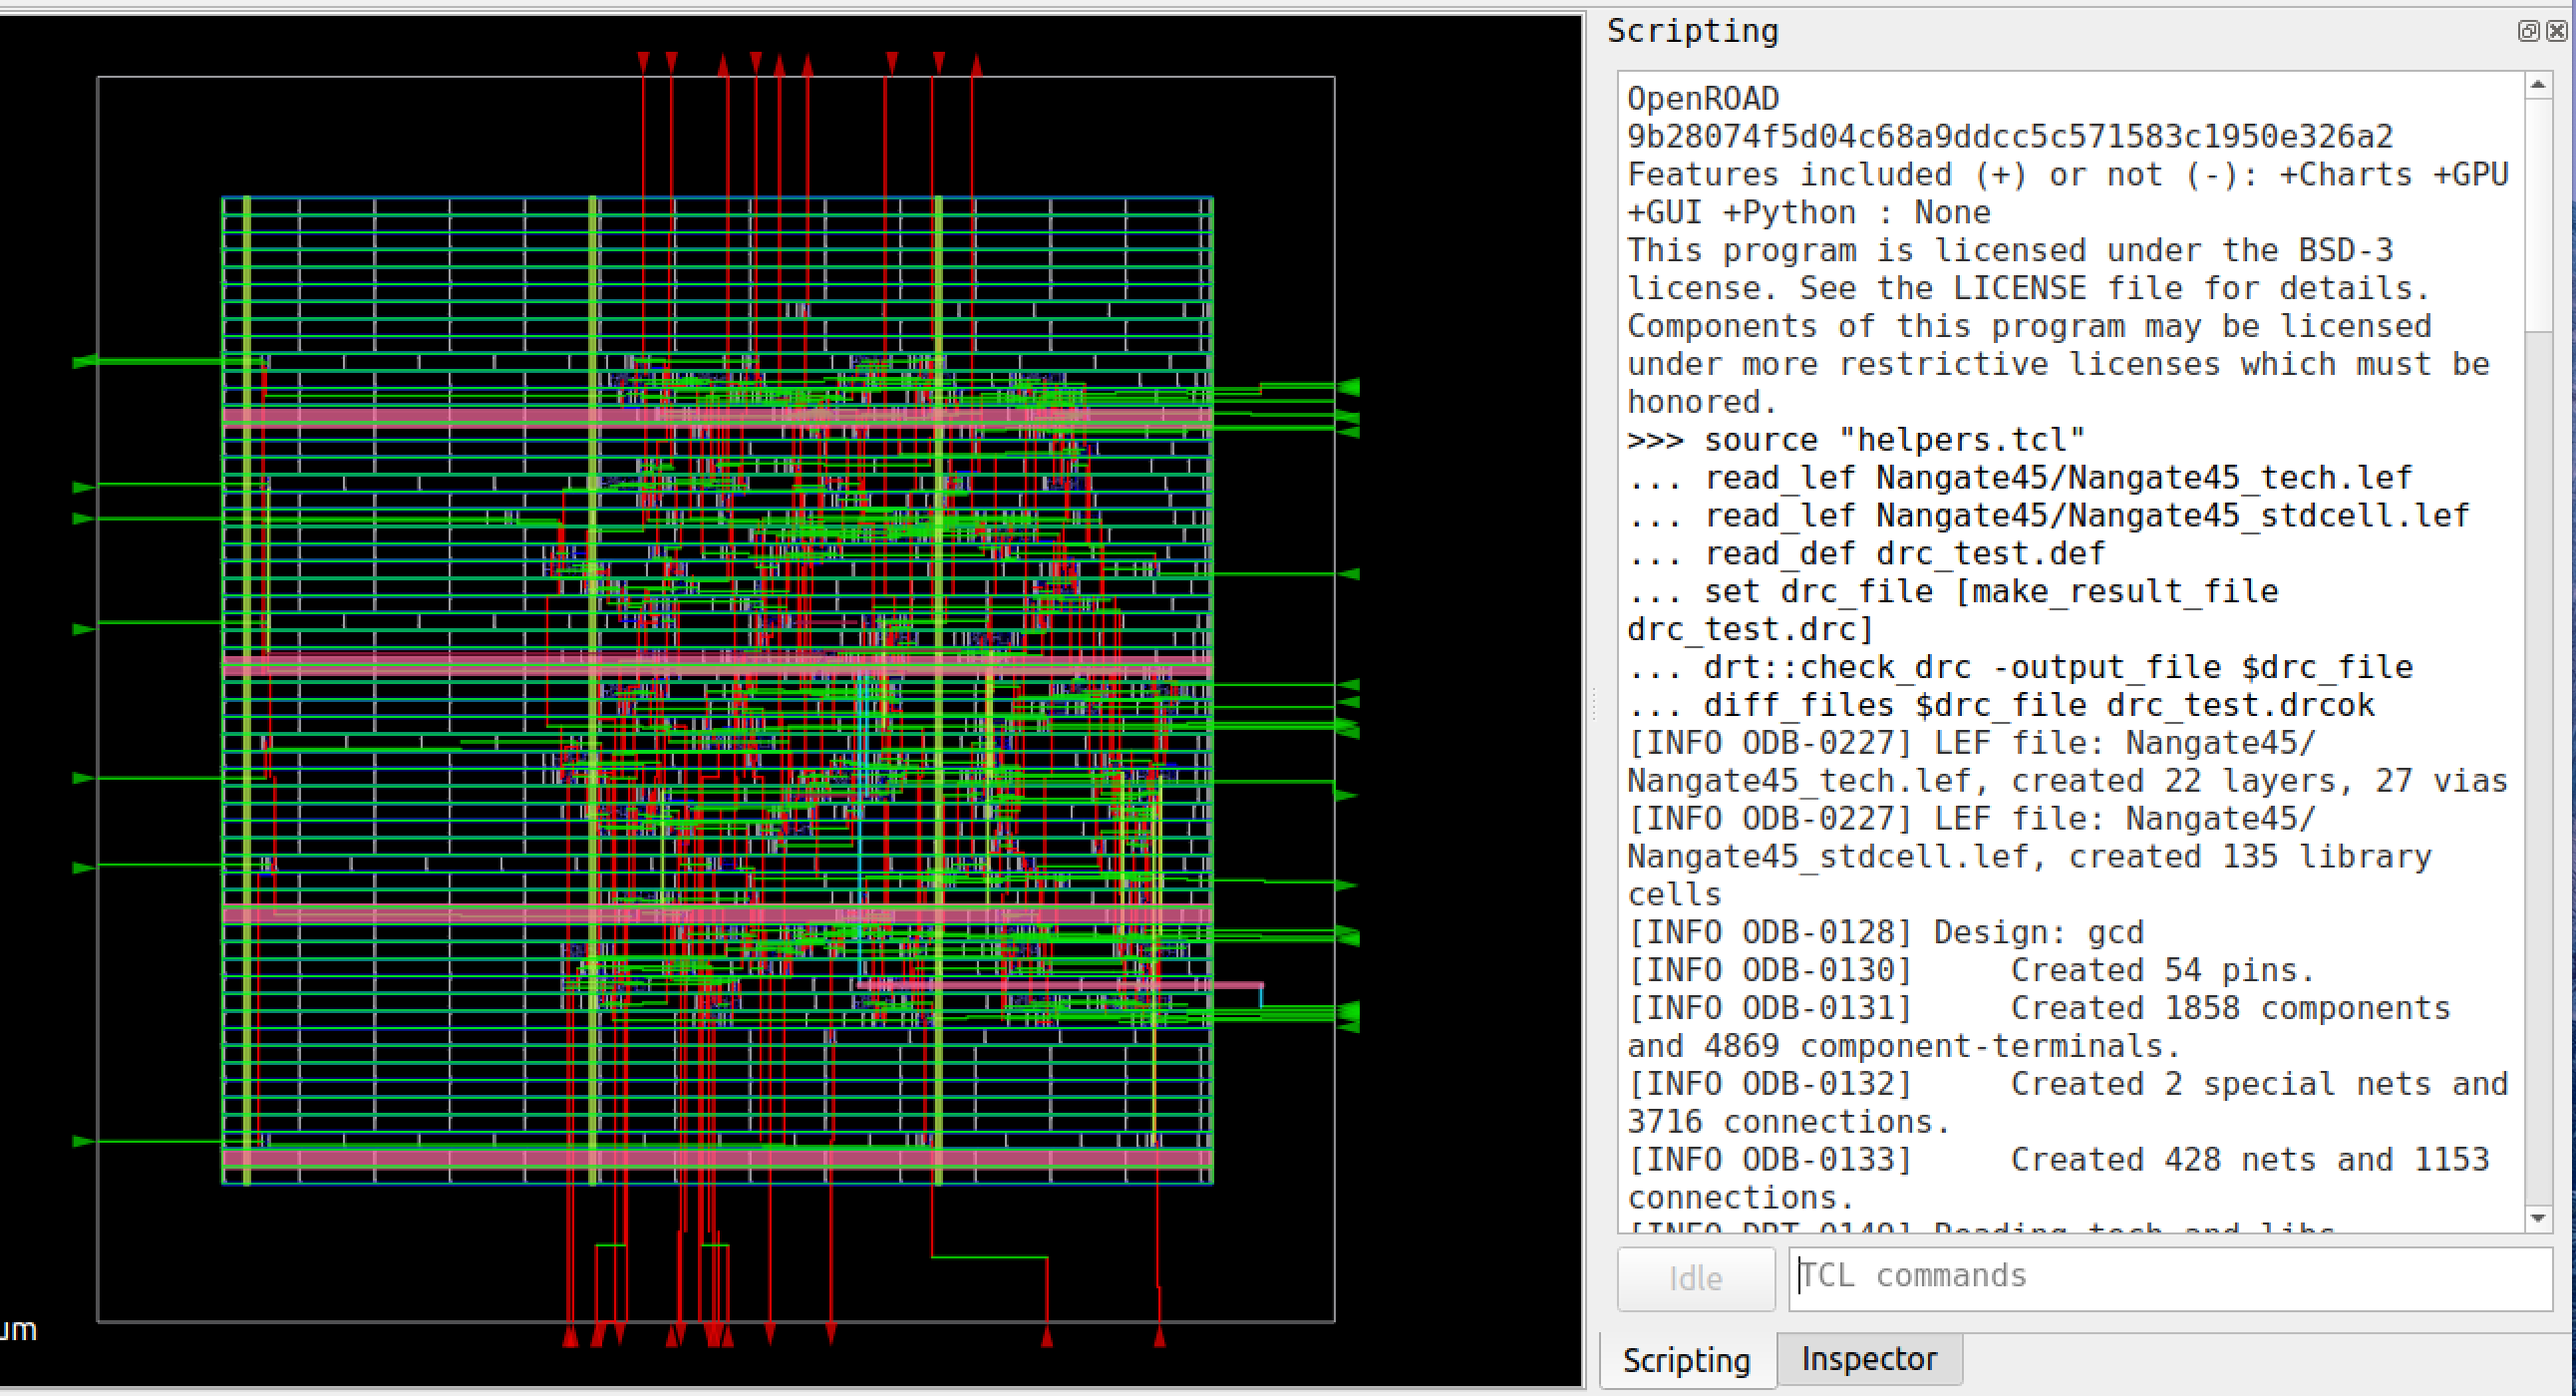 Scripting
OpenROAD
9b28074f5d04c68a9ddcc5c571583c1950e326a2
Features included (+) or not (-): +Charts +GPU
+GUI +Python : None
This program is licensed under the BSD-3
license. See the LICENSE file for details.
Components of this program may be licensed
under more restrictive licenses which must be
honored.
>>> source "helpers.tcl"
... read_lef Nangate45/Nangate45_tech.lef
... read_lef Nangate45/Nangate45_stdcell.lef
... read_def drc_test.def
... set drc_file [make_result_file
drc_test.drc]
... drt::check_drc -output_file $drc_file
... diff_files $drc_file drc_test.drcok
[INFO ODB-0227] LEF file: Nangate45/
Nangate45_tech.lef, created 22 layers, 27 vias
[INFO ODB-0227] LEF file: Nangate45/
Nangate45_stdcell.lef, created 135 library
cells
[INFO ODB-0128] Design: gcd
[INFO ODB-0130]     Created 54 pins.
[INFO ODB-0131]     Created 1858 components
and 4869 component-terminals.
[INFO ODB-0132]     Created 2 special nets and
3716 connections.
[INFO ODB-0133]     Created 428 nets and 1153
connections.
[INFO DRT-0149] Reading tech and libs
Idle
TCL commands
Scripting
Inspector
um